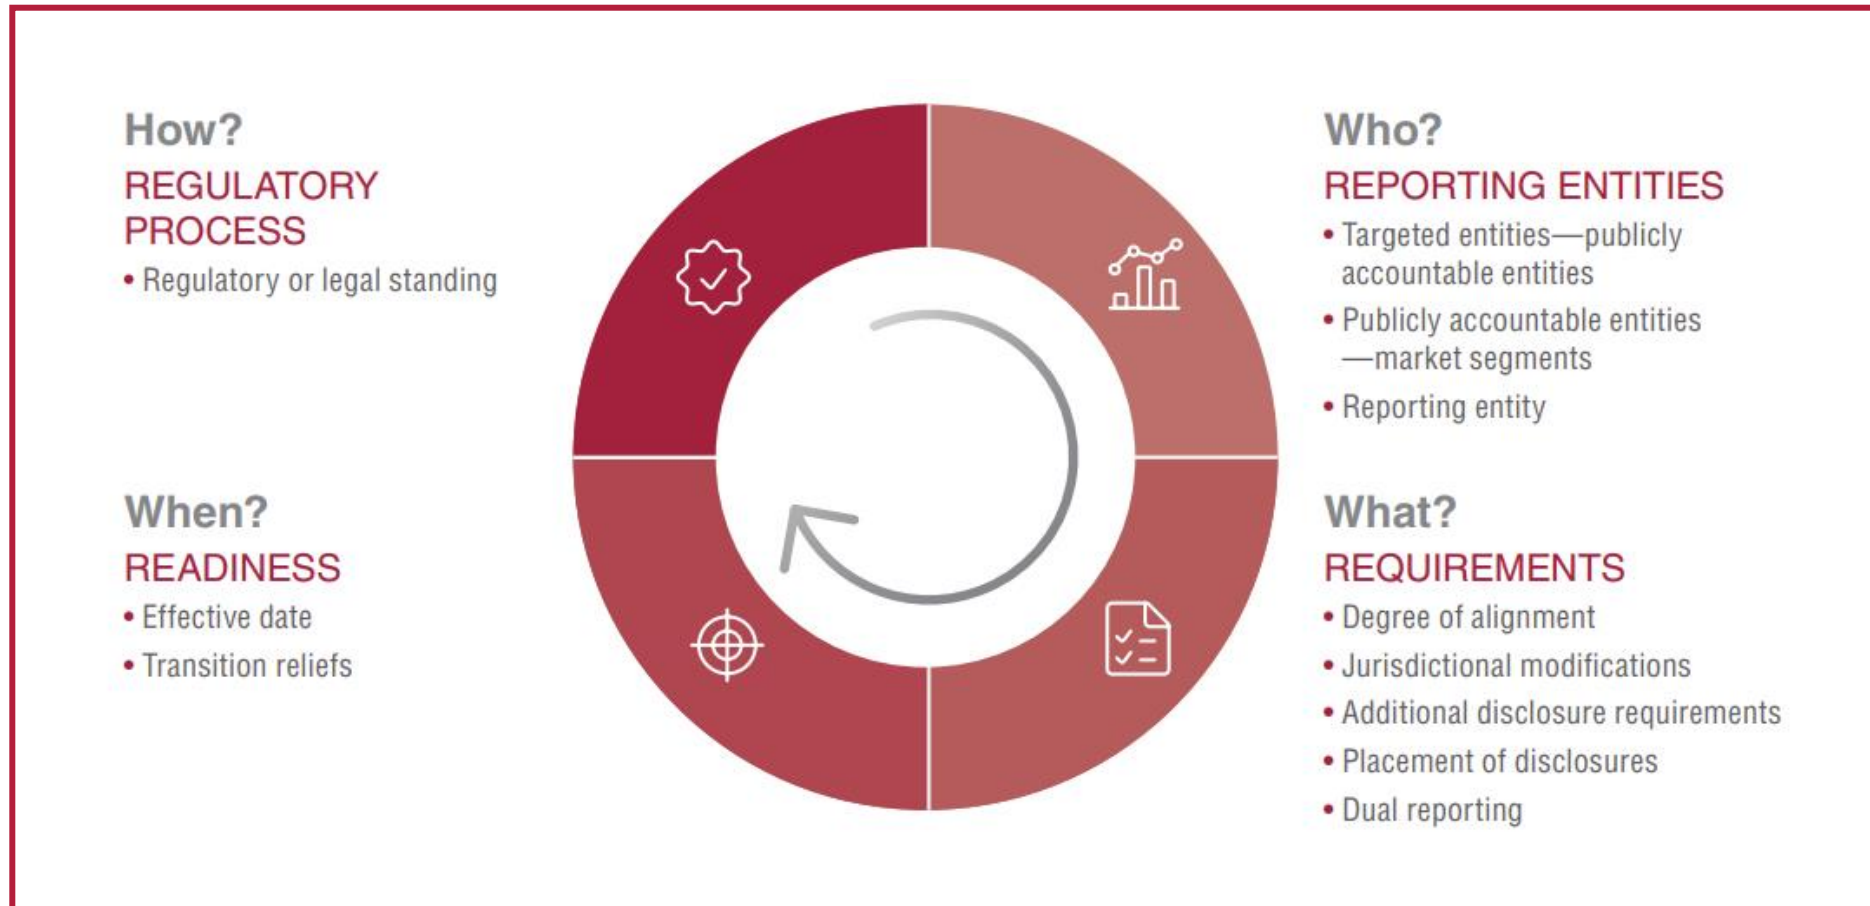 How?
REGULATORY
PROCESS
• Regulatory or legal standing
Who?
REPORTING ENTITIES
• Targeted entities—publicly
accountable entities
• Publicly accountable entities
—market segments
• Reporting entity
When?
READINESS
• Effective date
• Transition reliefs
What?
REQUIREMENTS
• Degree of alignment
• Jurisdictional modifications
• Additional disclosure requirements
• Placement of disclosures
• Dual reporting